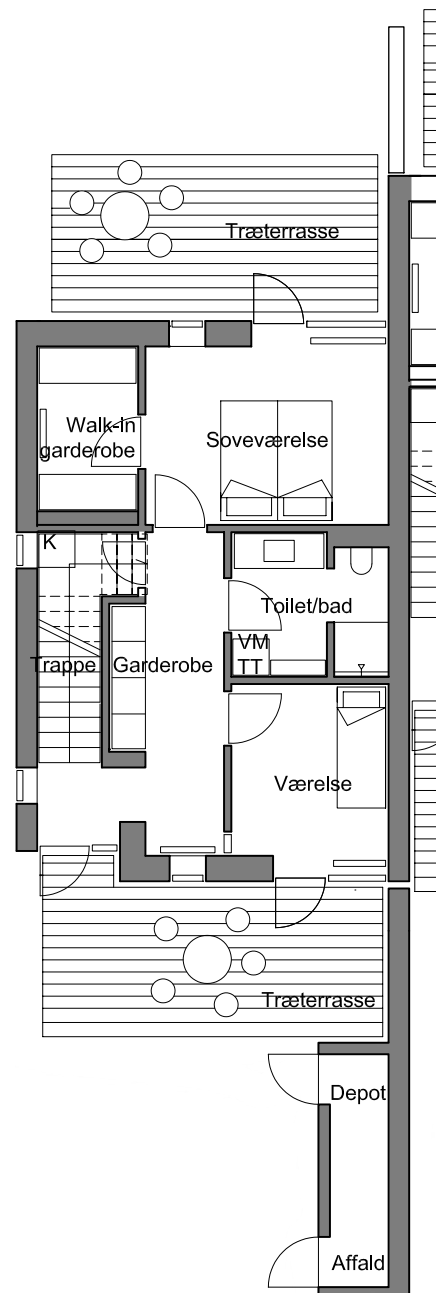 Træterrasse
Walk-in
garderobe
Soveværelse
K
Toilet/bad
VM
TT
Trappe
Garderobe
Værelse
Træterrasse
Depot
Affald